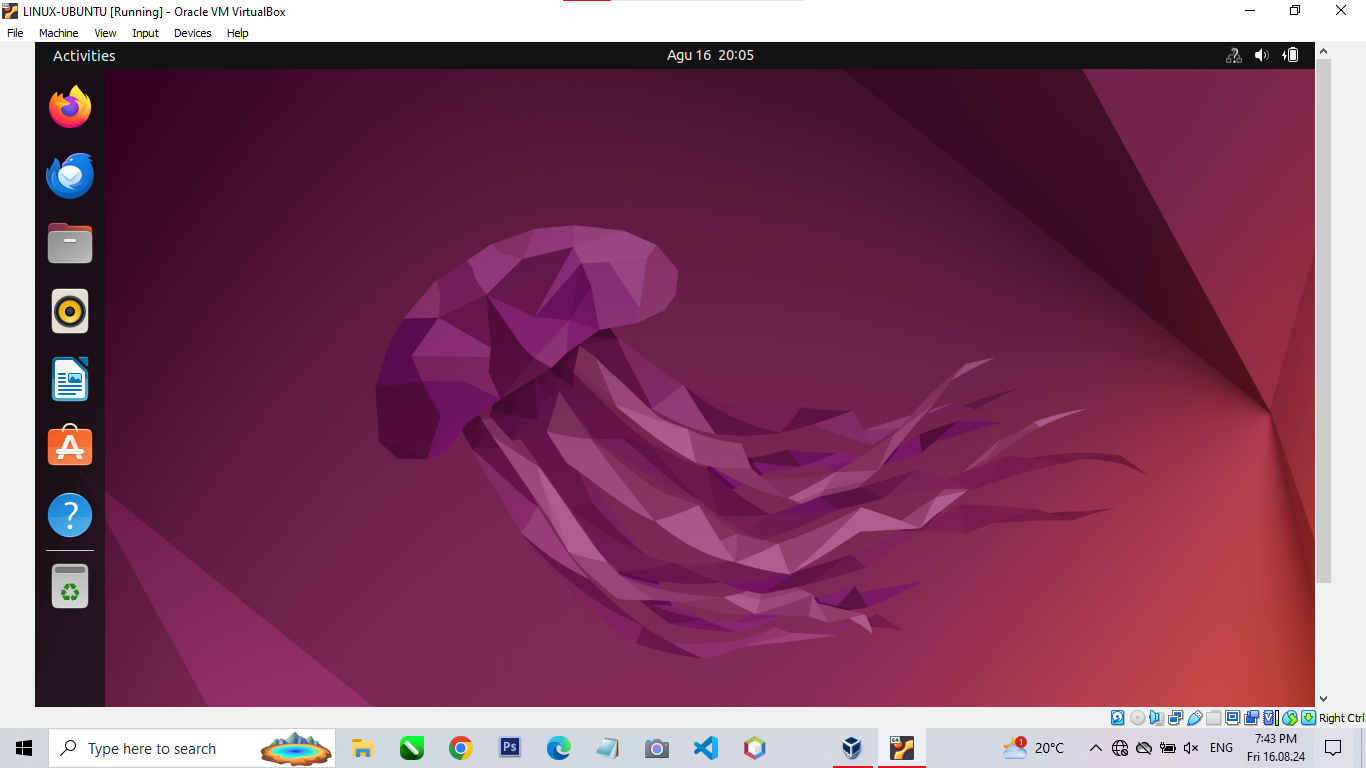 LINUX-UBUNTU [Running] - Oracle VM VirtualBox
File Machine View Input Devices Help
Activities
Agu 16 20:05
?
A
?
Right Ctrl
Type here to search
Ps
64
1
20°C
ENG
7:43 PM
Fri 16.08.24